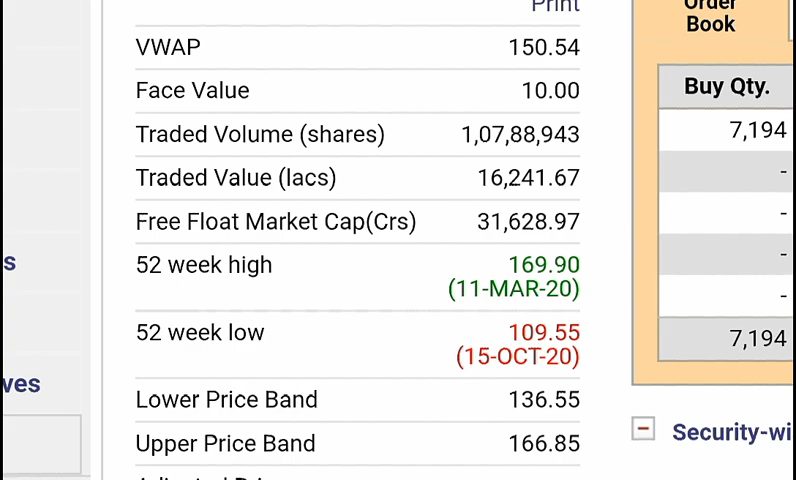 Print
VWAP 150.54
Face Value 10.00
Traded Volume (shares) 1,07,88,943
Traded Value (lacs) 16,241.67
Free Float Market Cap(Crs) 31,628.97
52 week high 169.90
(11-MAR-20)
52 week low 109.55
(15-OCT-20)
Lower Price Band 136.55
Upper Price Band 166.85
Order
Book
Buy Qty.
7,194
-
-
-
-
7,194
Security-wi
s
ves